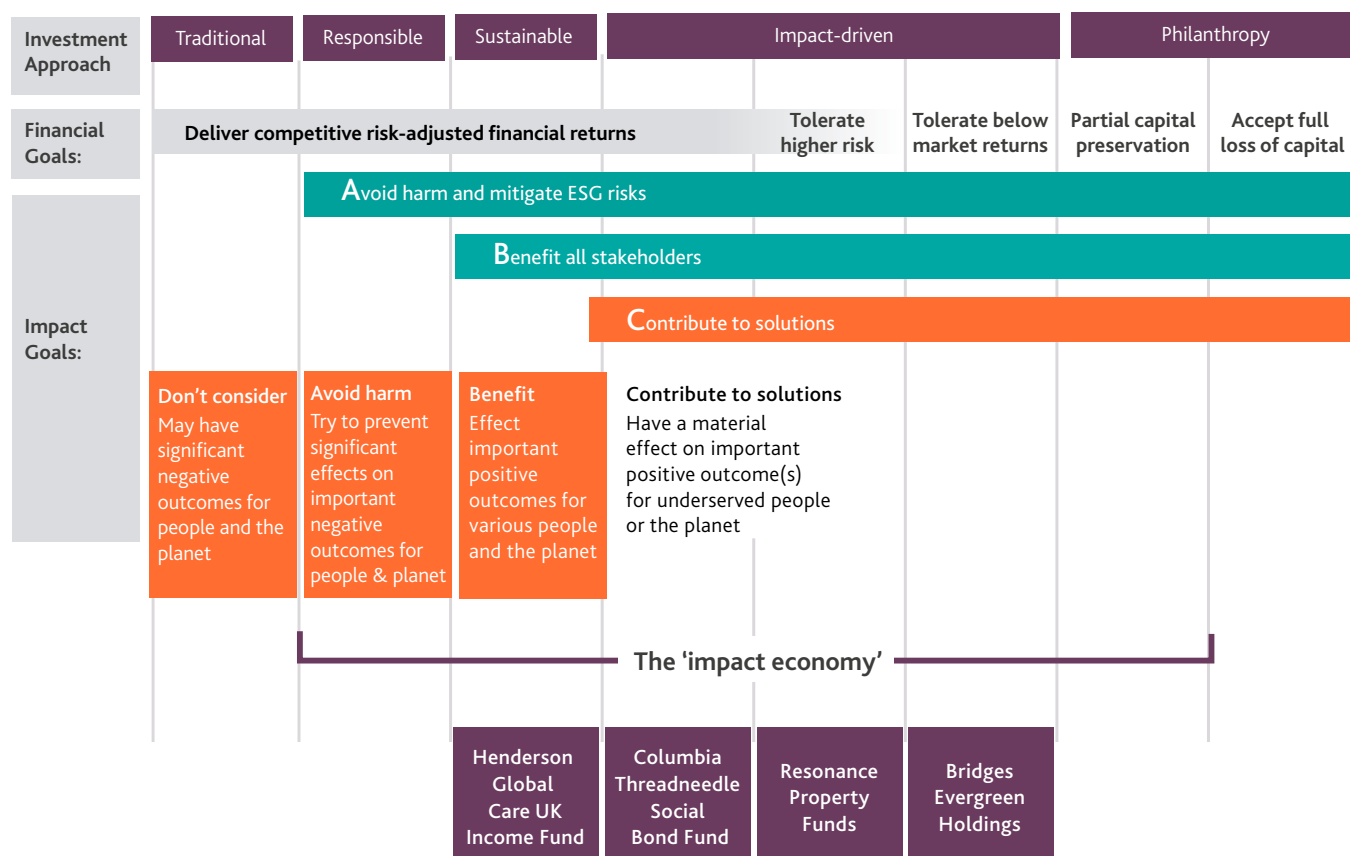 Investment
Approach
Traditional
Responsible
Sustainable
Impact-driven
Philanthropy
Financial
Goals:
Deliver competitive risk-adjusted financial returns
Tolerate
higher risk
Tolerate below
market returns
Partial capital
preservation
Accept full
loss of capital
Impact
Goals:
Avoid harm and mitigate ESG risks
Benefit all stakeholders
Contribute to solutions
Don't consider
May have
significant
negative
outcomes for
people and the
planet
Avoid harm
Try to prevent
significant
effects on
important
negative
outcomes for
people & planet
Benefit
Effect
important
positive
outcomes for
various people
and the planet
Contribute to solutions
Have a material
effect on important
positive outcome(s)
for underserved people
or the planet
The ‘impact economy’
Henderson
Global
Care UK
Income Fund
Columbia
Threadneedle
Social
Bond Fund
Resonance
Property
Funds
Bridges
Evergreen
Holdings